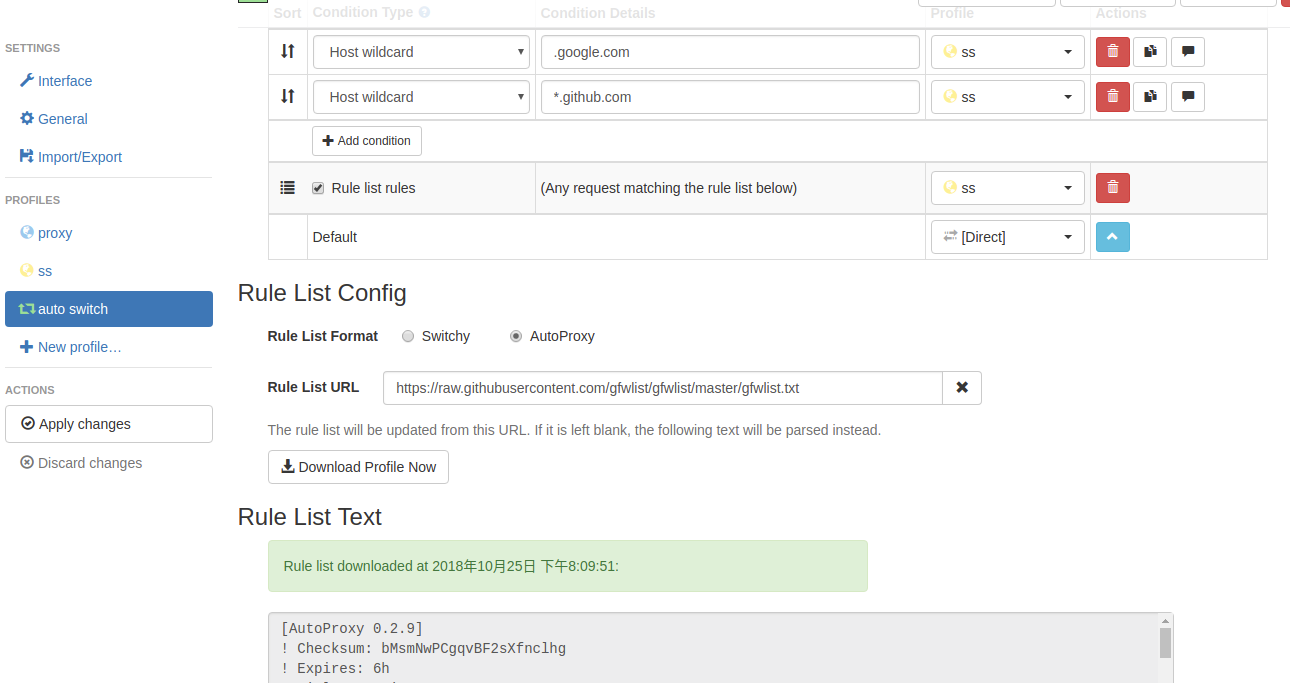 Sort Condition Type Condition Details Profile Actions
SETTINGS
Interface
General
Import/Export
PROFILES
proxy
ss
auto switch
New profile…
ACTIONS
Apply changes
Discard changes
Host wildcard .google.com ss
Host wildcard *.github.com ss
Add condition
Rule list rules (Any request matching the rule list below) ss
Default [Direct]
Rule List Config
Rule List Format Switchy AutoProxy
Rule List URL https://raw.githubusercontent.com/gfwlist/gfwlist/master/gfwlist.txt
The rule list will be updated from this URL. If it is left blank, the following text will be parsed instead.
Download Profile Now
Rule List Text
Rule list downloaded at 2018年10月25日 下午8:09:51:
[AutoProxy 0.2.9]
! Checksum: bMsmNwPCgqvBF2sXfnclhg
! Expires: 6h